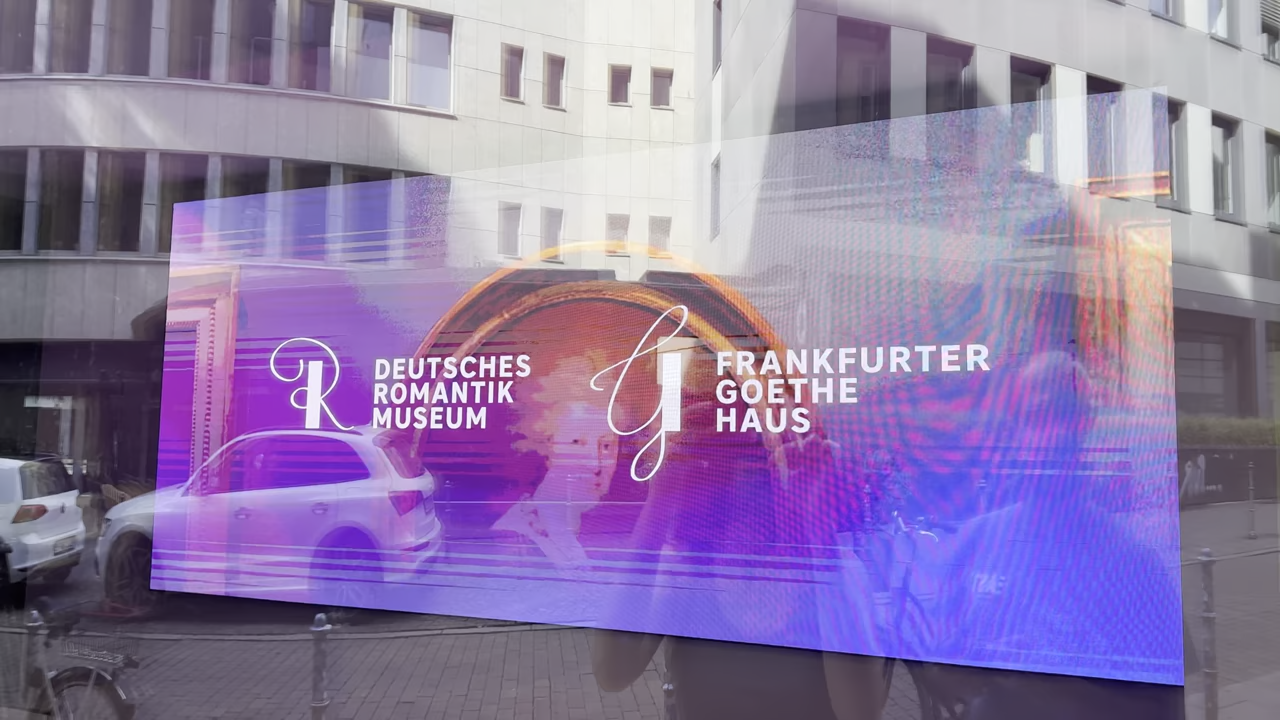 DEUTSCHES
ROMANTIK
MUSEUM
FRANKFURTER
GOETHE
HAUS